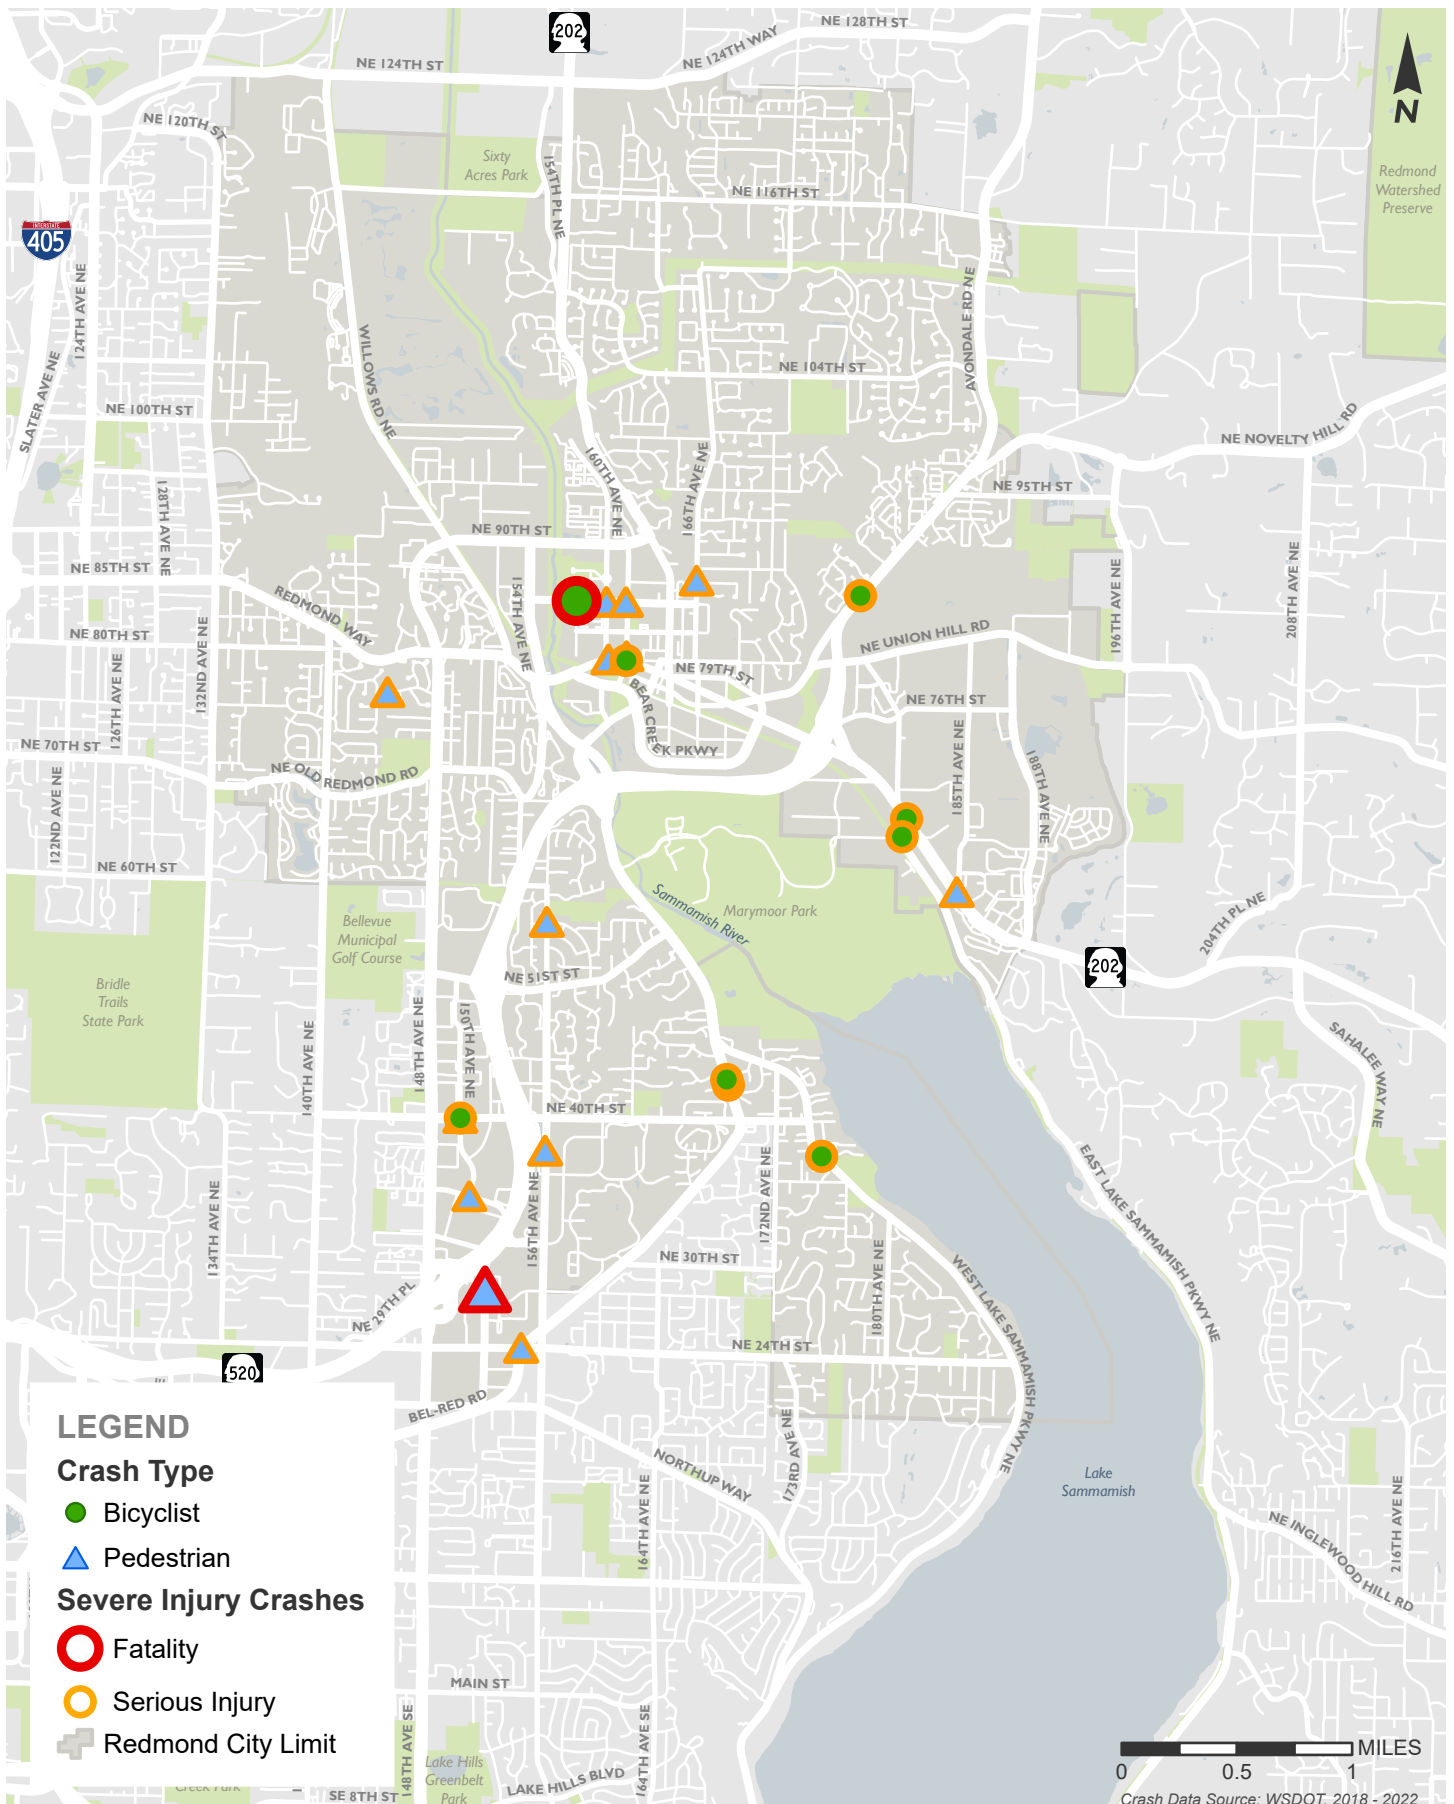 202
NE 128TH ST
NE 124TH WAY
NE 124TH ST
N
NE 120TH ST
Sixty
Acres Park
154TH PL NE
NE 116TH ST
Redmond
Watershed
Preserve
INTERSTATE
405
124TH AVE NE
AVONDALE RD NE
WILLOWS RD NE
SLATER AVE NE
NE 104TH ST
NE 100TH ST
NE NOVELTY HILL RD
160TH AVE NE
166TH AVE NE
128TH AVE NE
NE 95TH ST
NE 90TH ST
NE 85TH ST
154TH AVE NE
196TH AVE NE
208TH AVE NE
REDMOND WAY
NE 80TH ST
132ND AVE NE
126TH AVE NE
NE UNION HILL RD
NE 79TH ST
NE 76TH ST
BEAR CREEK PKWY
NE 70TH ST
NE OLD REDMOND RD
185TH AVE NE
188TH AVE NE
122ND AVE NE
NE 60TH ST
Sammamish River
Marymoor Park
204TH PL NE
Bellevue
Municipal
Golf Course
202
NE 51ST ST
Bridle
Trails
State Park
148TH AVE NE
150TH AVE NE
140TH AVE NE
SAHALEE WAY NE
NE 40TH ST
134TH AVE NE
156TH AVE NE
172ND AVE NE
EAST LAKE SAMMAMISH PKWY NE
NE 30TH ST
180TH AVE NE
WEST LAKE SAMMAMISH PKWY NE
NE 29TH PL
NE 24TH ST
520
BEL-RED RD
173RD AVE NE
NORTHUP WAY
164TH AVE NE
Lake
Sammamish
216TH AVE NE
NE INGLEWOOD HILL RD
LEGEND
Crash Type
Bicyclist
Pedestrian
Severe Injury Crashes
Fatality
Serious Injury
Redmond City Limit
MAIN ST
148TH AVE SE
164TH AVE SE
Lake Hills
Greenbelt
Park
LAKE HILLS BLVD
SE 8TH ST
Creek Park
MILES
0 0.5 1
Crash Data Source: WSDOT, 2018 - 2022